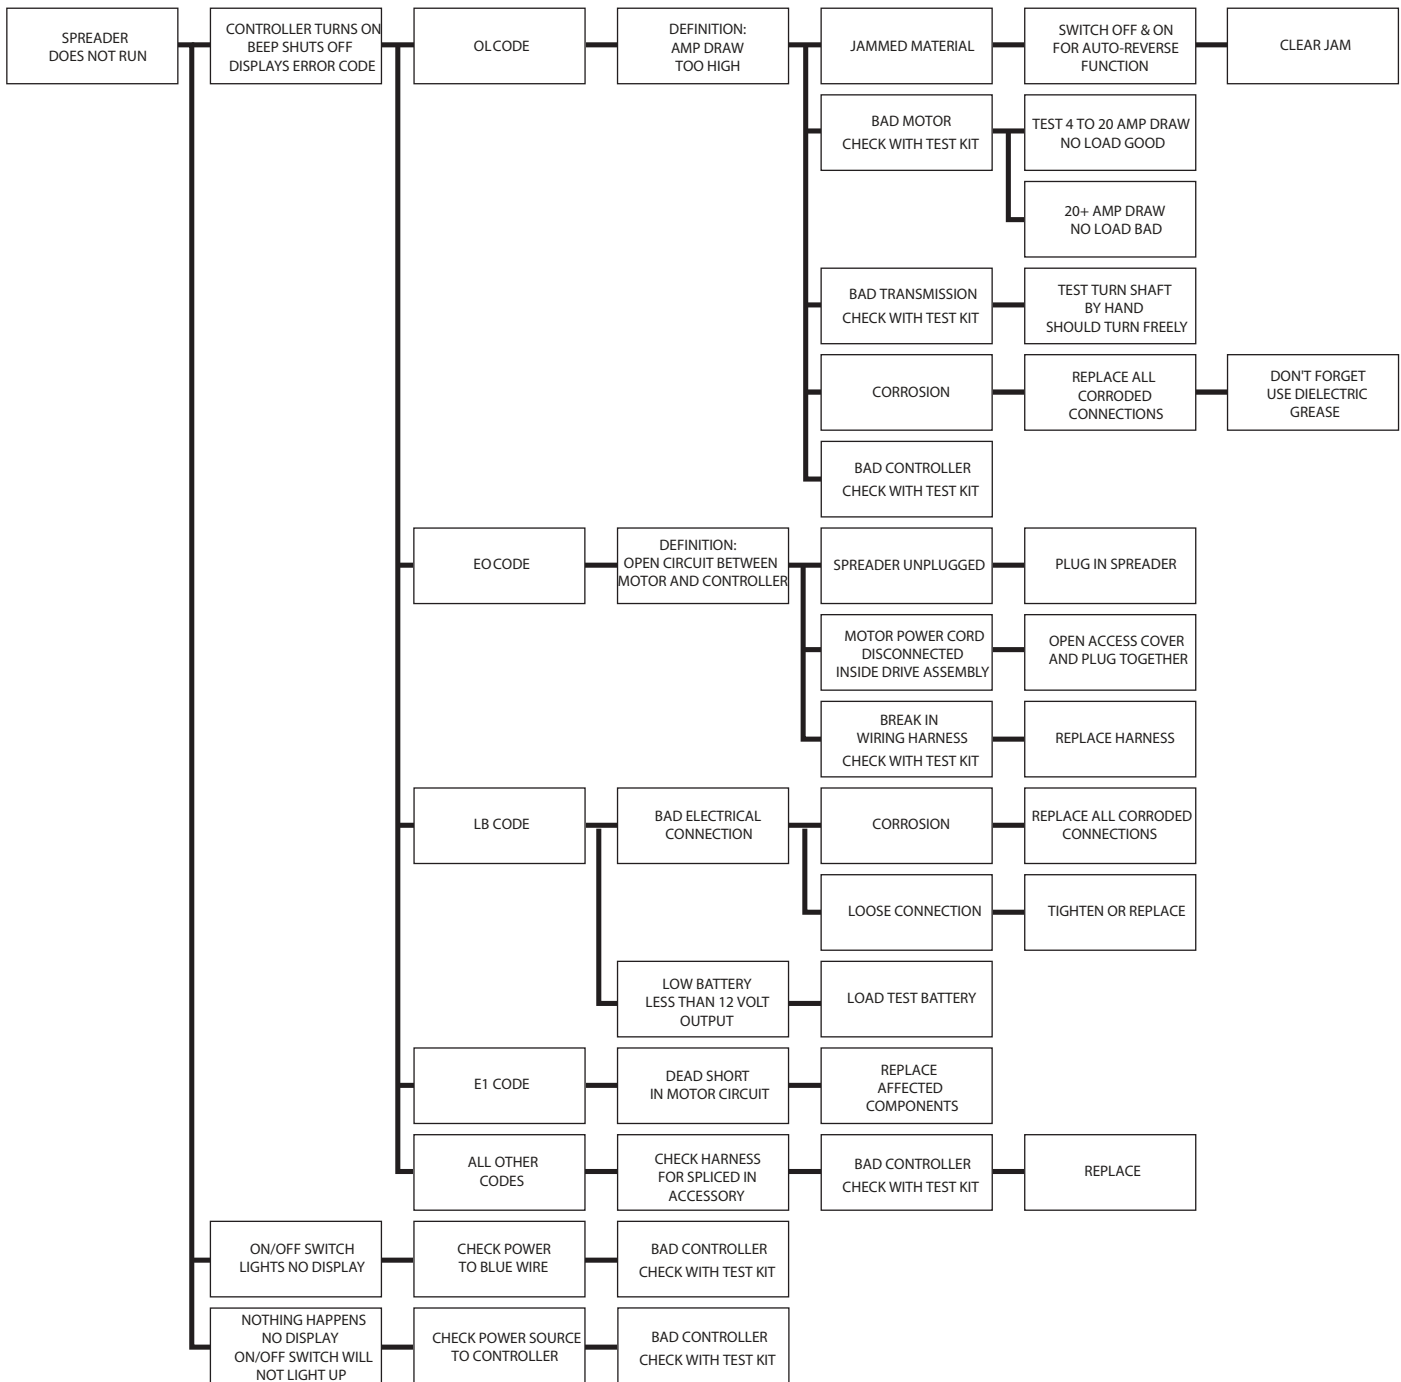 SPREADER
DOES NOT RUN
CONTROLLER TURNS ON
BEEP SHUTS OFF
DISPLAYS ERROR CODE
OL CODE
DEFINITION:
AMP DRAW
TOO HIGH
JAMMED MATERIAL
SWITCH OFF & ON
FOR AUTO-REVERSE
FUNCTION
CLEAR JAM
BAD MOTOR
CHECK WITH TEST KIT
TEST 4 TO 20 AMP DRAW
NO LOAD GOOD
20+ AMP DRAW
NO LOAD BAD
BAD TRANSMISSION
CHECK WITH TEST KIT
TEST TURN SHAFT
BY HAND
SHOULD TURN FREELY
CORROSION
REPLACE ALL
CORRODED
CONNECTIONS
DON'T FORGET
USE DIELECTRIC
GREASE
BAD CONTROLLER
CHECK WITH TEST KIT
EO CODE
DEFINITION:
OPEN CIRCUIT BETWEEN
MOTOR AND CONTROLLER
SPREADER UNPLUGGED
PLUG IN SPREADER
MOTOR POWER CORD
DISCONNECTED
INSIDE DRIVE ASSEMBLY
OPEN ACCESS COVER
AND PLUG TOGETHER
BREAK IN
WIRING HARNESS
CHECK WITH TEST KIT
REPLACE HARNESS
LB CODE
BAD ELECTRICAL
CONNECTION
CORROSION
REPLACE ALL CORRODED
CONNECTIONS
LOOSE CONNECTION
TIGHTEN OR REPLACE
LOW BATTERY
LESS THAN 12 VOLT
OUTPUT
LOAD TEST BATTERY
E1 CODE
DEAD SHORT
IN MOTOR CIRCUIT
REPLACE
AFFECTED
COMPONENTS
ALL OTHER
CODES
CHECK HARNESS
FOR SPLICED IN
ACCESSORY
BAD CONTROLLER
CHECK WITH TEST KIT
REPLACE
ON/OFF SWITCH
LIGHTS NO DISPLAY
CHECK POWER
TO BLUE WIRE
BAD CONTROLLER
CHECK WITH TEST KIT
NOTHING HAPPENS
NO DISPLAY
ON/OFF SWITCH WILL
NOT LIGHT UP
CHECK POWER SOURCE
TO CONTROLLER
BAD CONTROLLER
CHECK WITH TEST KIT